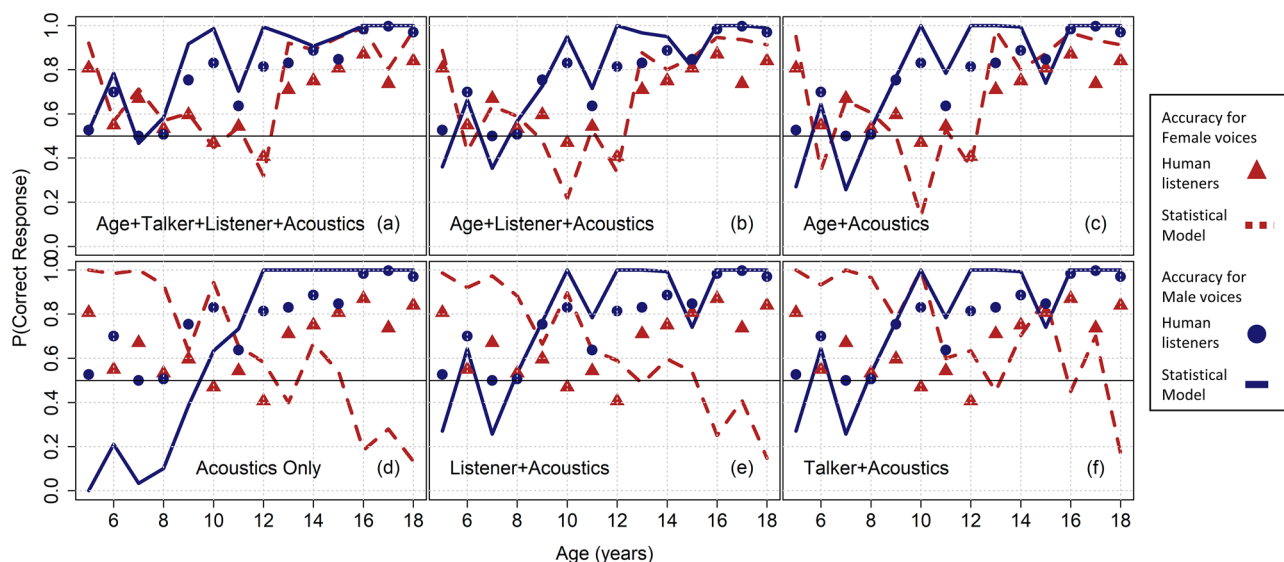 P(Correct Response)
1.0
0.8
0.6
0.4
0.2
0.0
Age+Talker+Listener+Acoustics (a)
Age+Listener+Acoustics (b)
Age+Acoustics (c)
1.0
0.8
0.6
0.4
0.2
0.0
Acoustics Only (d)
Listener+Acoustics (e)
Talker+Acoustics (f)
6 8 10 12 14 16 18
6 8 10 12 14 16 18
6 8 10 12 14 16 18
Age (years)
Accuracy for
Female voices
Human
listeners
Statistical
Model
Accuracy for
Male voices
Human
listeners
Statistical
Model